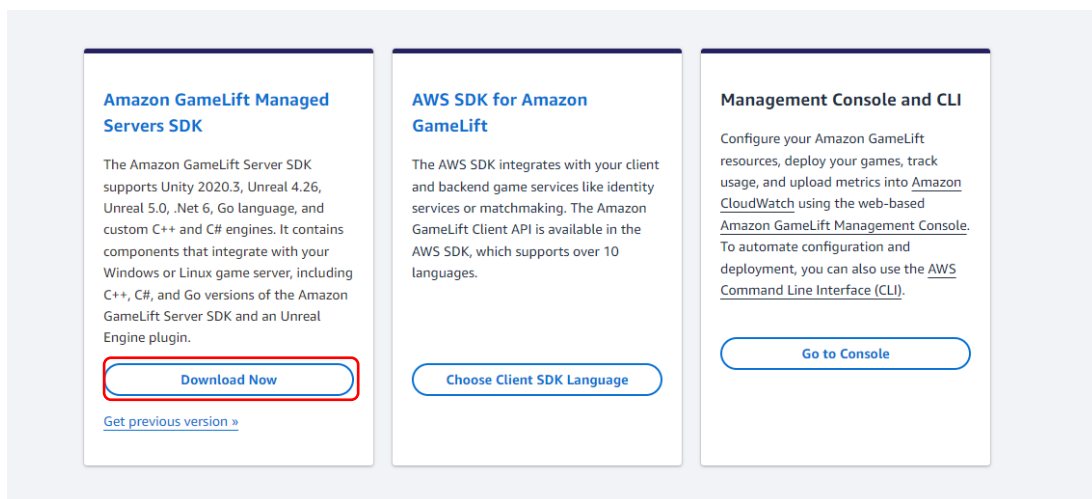 Amazon GameLift Managed
Servers SDK
The Amazon GameLift Server SDK
supports Unity 2020.3, Unreal 4.26,
Unreal 5.0, .Net 6, Go language, and
custom C++ and C# engines. It contains
components that integrate with your
Windows or Linux game server, including
C++, C#, and Go versions of the Amazon
GameLift Server SDK and an Unreal
Engine plugin.
Download Now
Get previous version »
AWS SDK for Amazon
GameLift
The AWS SDK integrates with your client
and backend game services like identity
services or matchmaking. The Amazon
GameLift Client API is available in the
AWS SDK, which supports over 10
languages.
Choose Client SDK Language
Management Console and CLI
Configure your Amazon GameLift
resources, deploy your games, track
usage, and upload metrics into Amazon
CloudWatch using the web-based
Amazon GameLift Management Console.
To automate configuration and
deployment, you can also use the AWS
Command Line Interface (CLI).
Go to Console